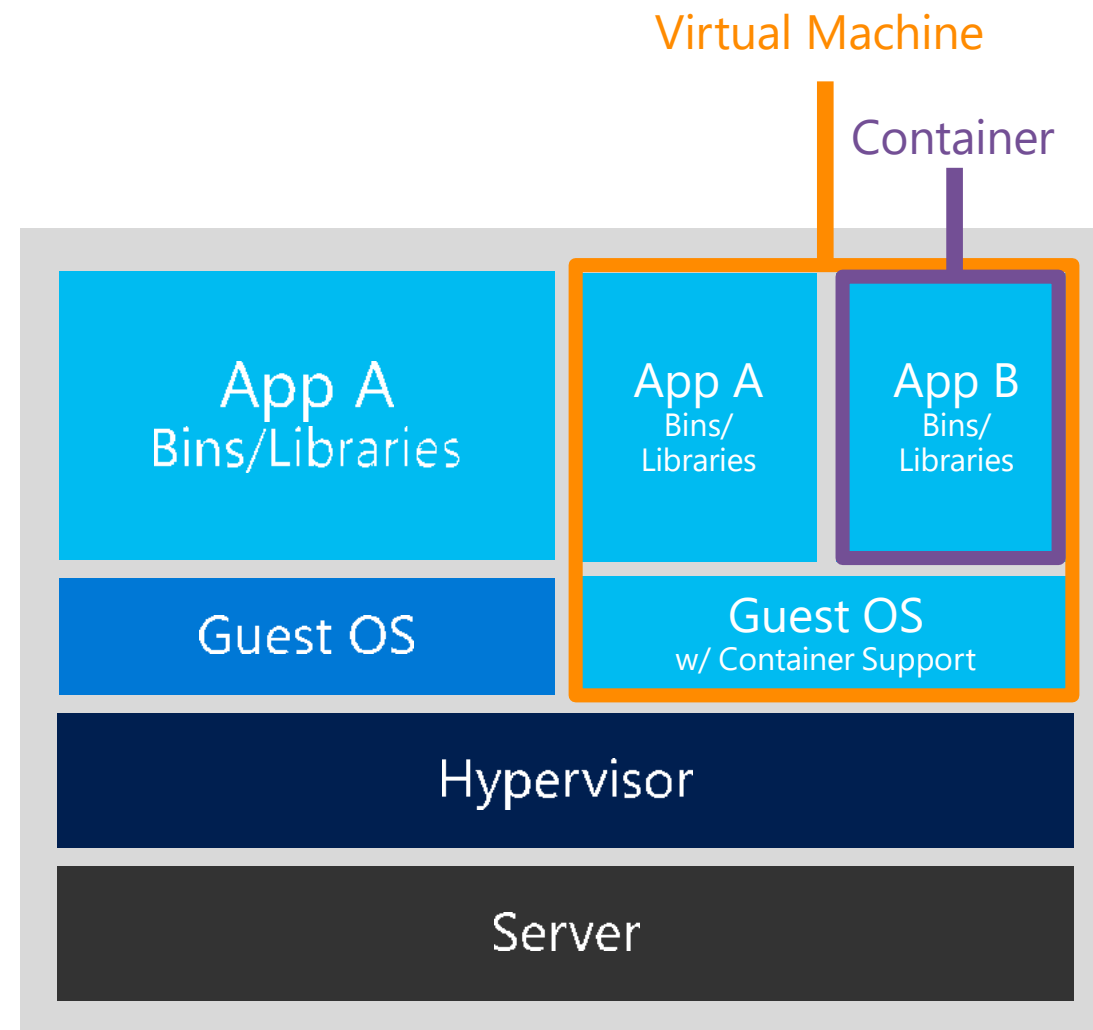 Virtual Machine
Container
App A
Bins/Libraries
App A
Bins/
Libraries
App B
Bins/
Libraries
Guest OS
Guest OS
w/ Container Support
Hypervisor
Server